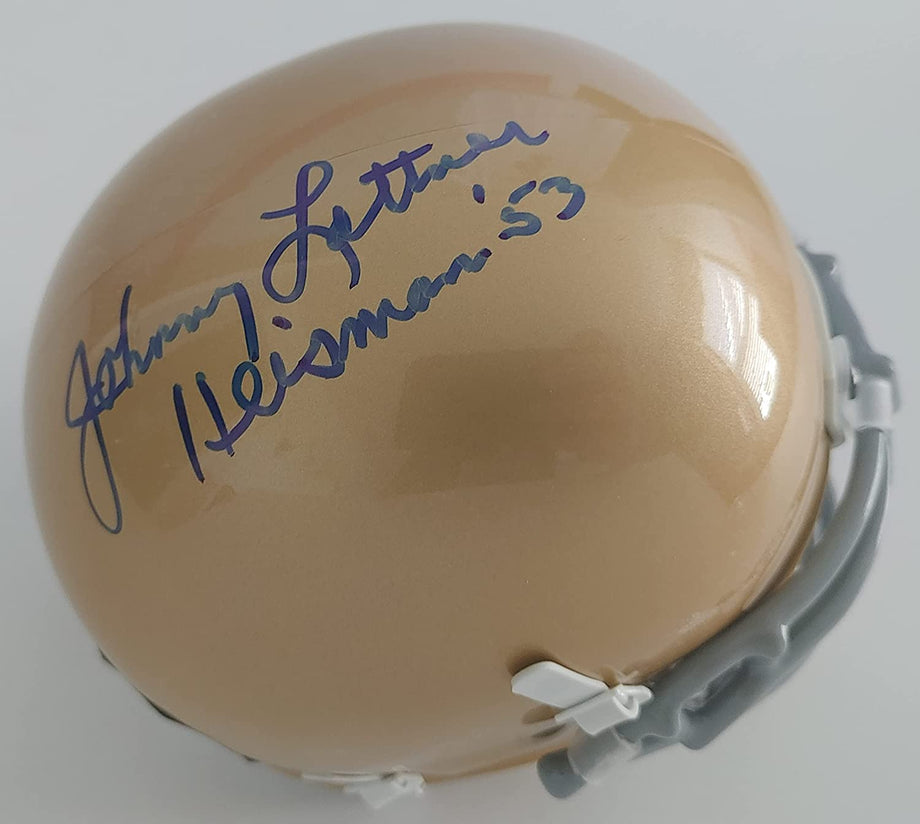 Johnny Lattner
Heisman '53